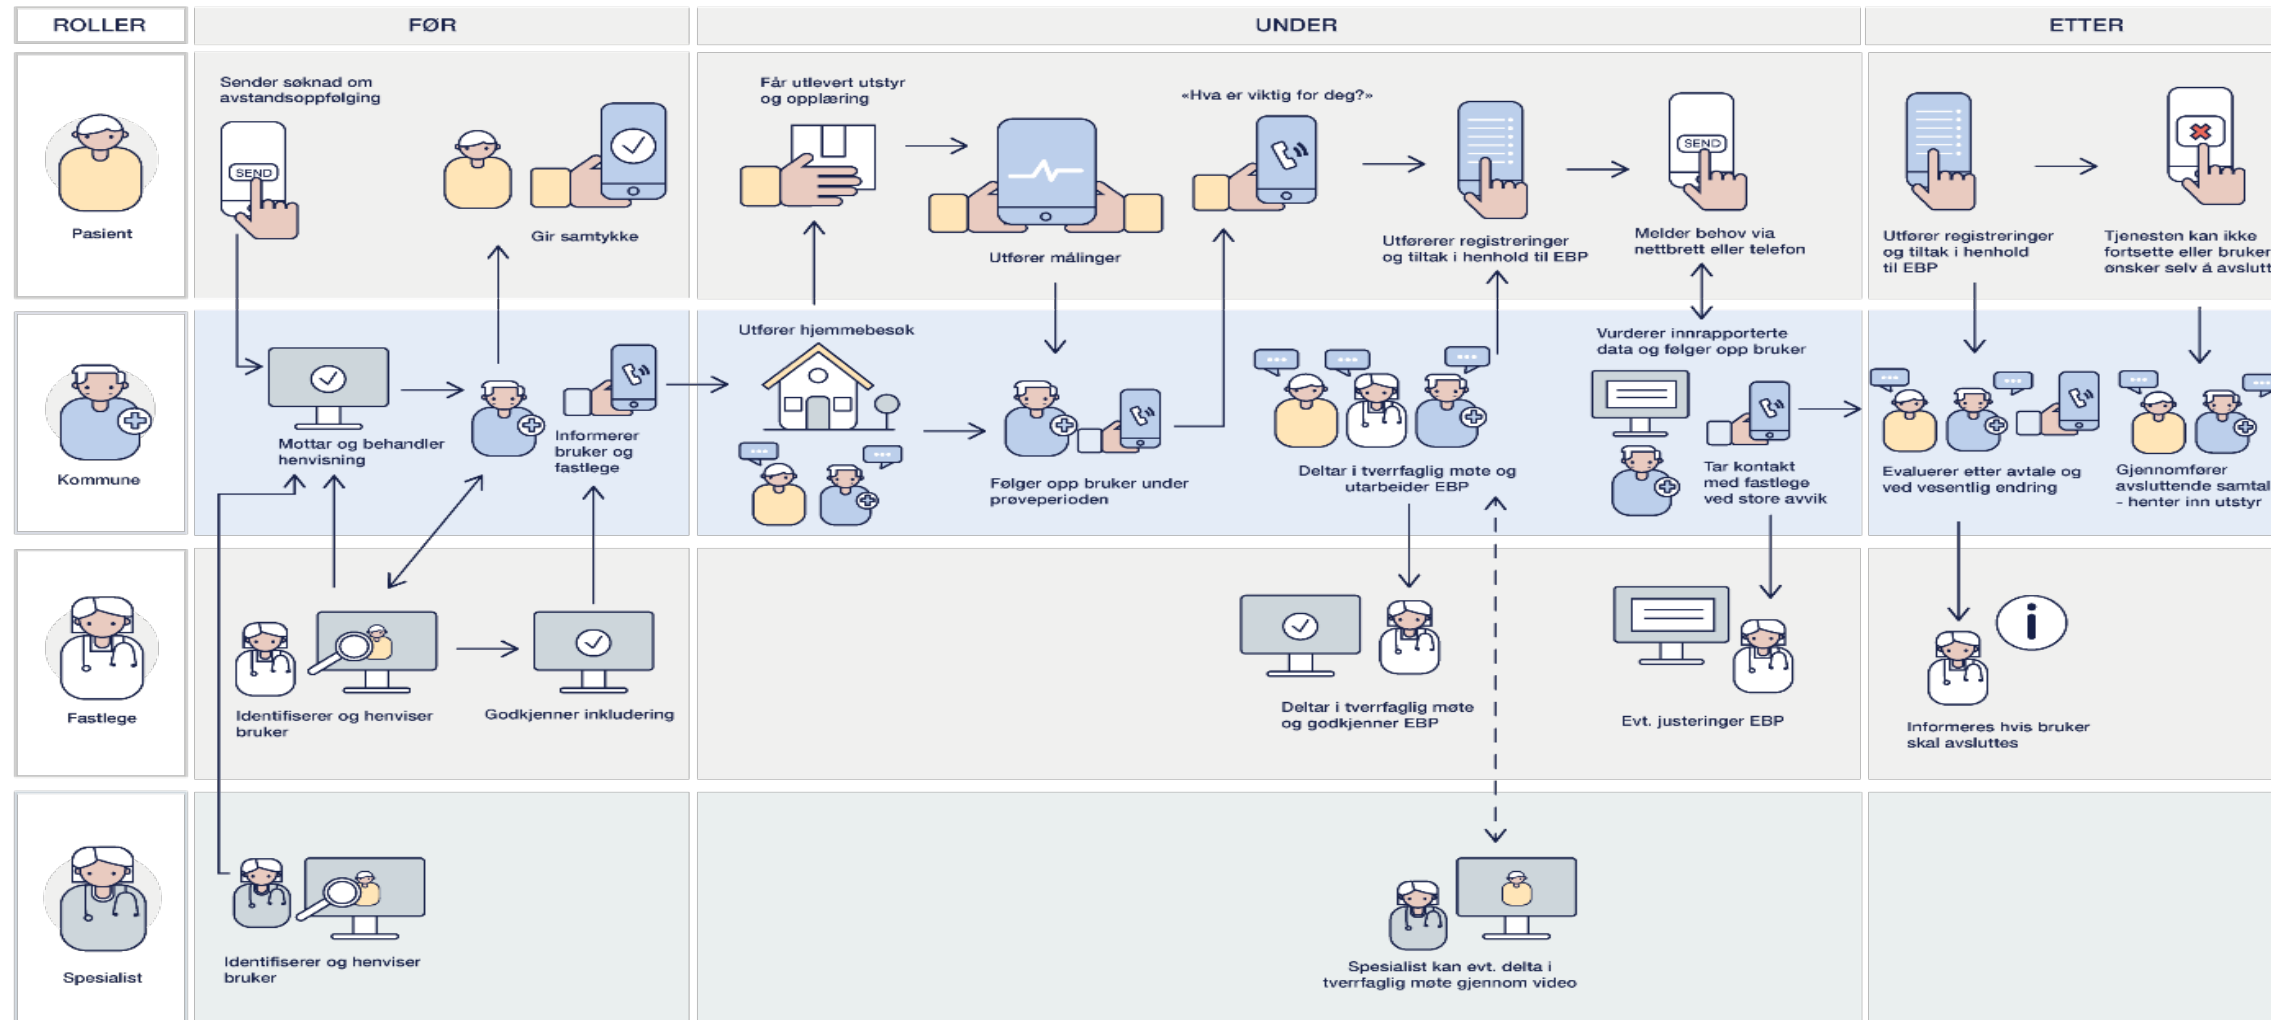 ROLLER
FØR
UNDER
ETTER
Pasient
Sender søknad om
avstandsoppfølging
SEND
Gir samtykke
Får utlevert utstyr
og opplæring
Utfører målinger
«Hva er viktig for deg?»
Utførerer registreringer
og tiltak i henhold til EBP
SEND
Melder behov via
nettbrett eller telefon
Utfører registreringer
og tiltak i henhold
til EBP
Tjenesten kan ikke
fortsette eller bruker
ønsker selv å avslutt
Kommune
Mottar og behandler
henvisning
Informerer
bruker og
fastlege
Utfører hjemmebesøk
Følger opp bruker under
prøveperioden
Deltar i tverrfaglig møte og
utarbeider EBP
Vurderer innrapporterte
data og følger opp bruker
Tar kontakt
med fastlege
ved store avvik
Evaluerer etter avtale og
ved vesentlig endring
Gjennomfører
avsluttende samtal
- henter inn utstyr
Fastlege
Identifiserer og henviser
bruker
Godkjenner inkludering
Deltar i tverrfaglig møte
og godkjenner EBP
Evt. justeringer EBP
Informeres hvis bruker
skal avsluttes
Spesialist
Identifiserer og henviser
bruker
Spesialist kan evt. delta i
tverrfaglig møte gjennom video